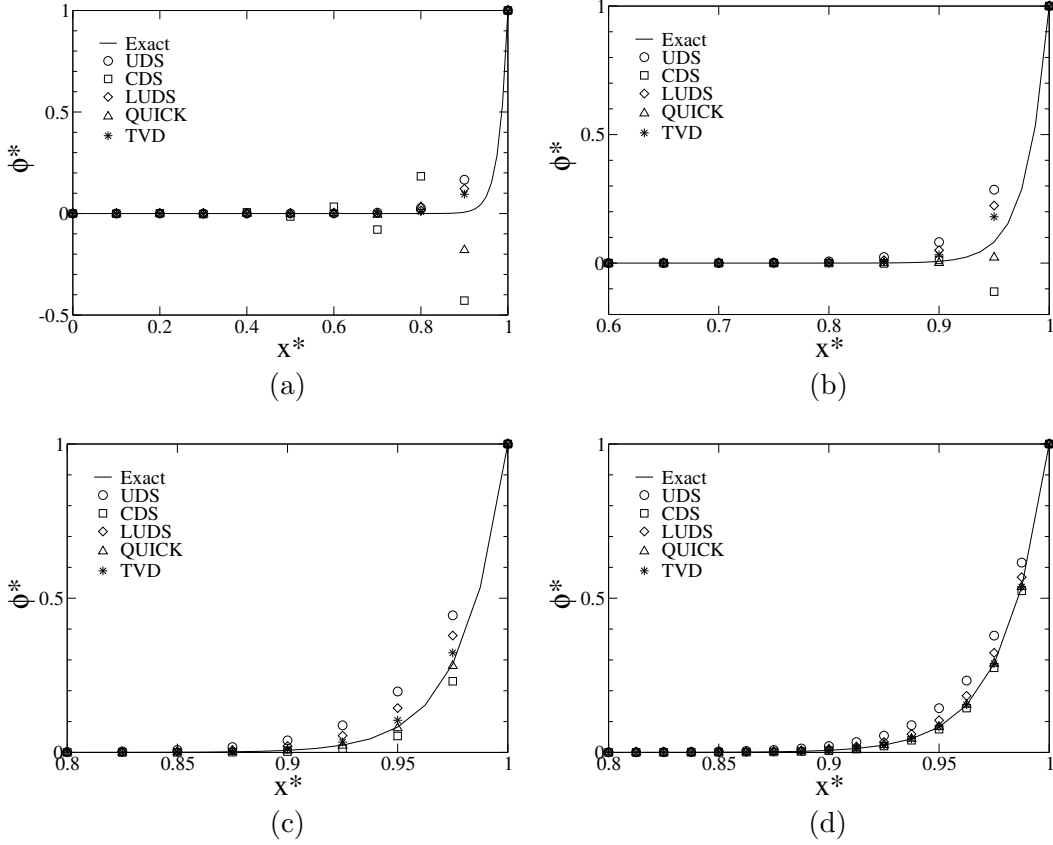 1
Exact
UDS
CDS
LUDS
QUICK
TVD
0.5
ϕ*
0
-0.5
0 0.2 0.4 0.6 0.8 1
x*
(a)
1
Exact
UDS
CDS
LUDS
QUICK
TVD
0.5
ϕ*
0
0.6 0.7 0.8 0.9 1
x*
(b)
1
Exact
UDS
CDS
LUDS
QUICK
TVD
0.5
ϕ*
0
0.8 0.85 0.9 0.95 1
x*
(c)
1
Exact
UDS
CDS
LUDS
QUICK
TVD
0.5
ϕ*
0
0.8 0.85 0.9 0.95 1
x*
(d)